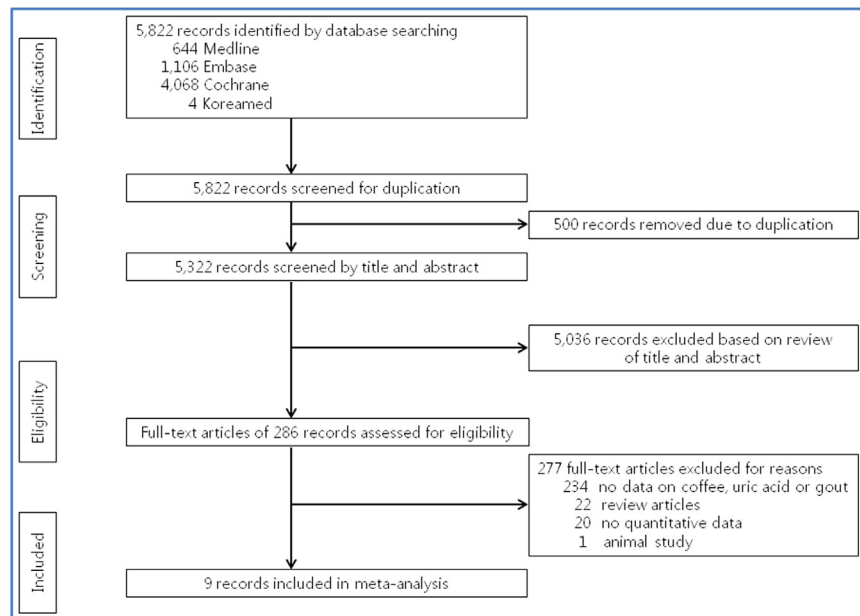 Identification
5,822 records identified by database searching
644 Medline
1,106 Embase
4,068 Cochrane
4 Koreamed
Screening
5,822 records screened for duplication
500 records removed due to duplication
5,322 records screened by title and abstract
5,036 records excluded based on review
of title and abstract
Eligibility
Full-text articles of 286 records assessed for eligibility
277 full-text articles excluded for reasons
234 no data on coffee, uric acid or gout
22 review articles
20 no quantitative data
1 animal study
Included
9 records included in meta-analysis